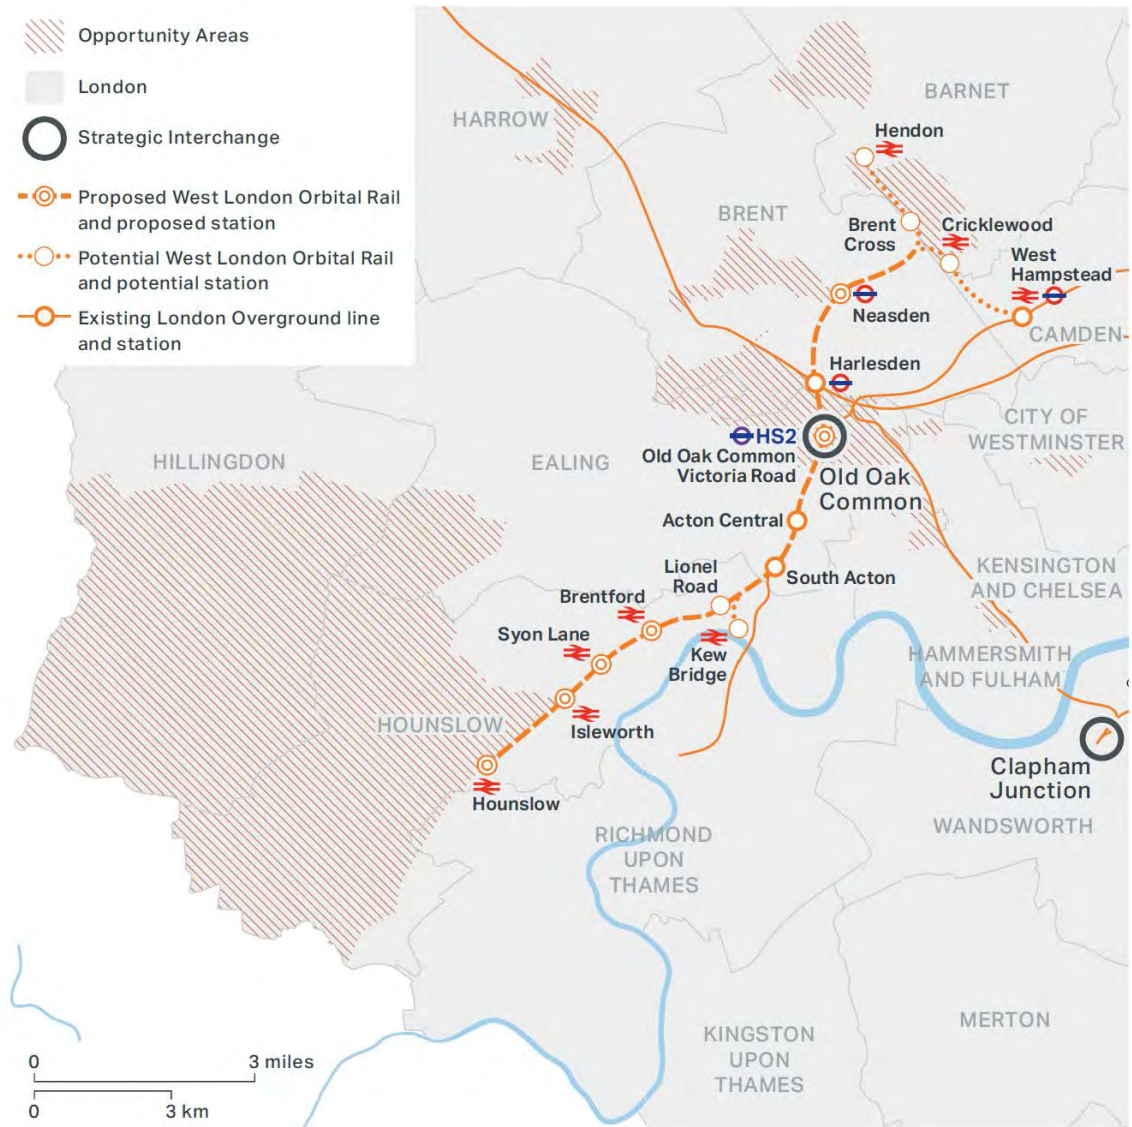 Opportunity Areas
London
Strategic Interchange
Proposed West London Orbital Rail
and proposed station
Potential West London Orbital Rail
and potential station
Existing London Overground line
and station
HARROW
BARNET
Hendon
BRENT
Brent
Cross
Cricklewood
West
Hampstead
Neasden
CAMDEN
Harlesden
CITY OF
WESTMINSTER
HS2
Old Oak Common
Victoria Road
Old Oak
Common
HILLINGDON
EALING
Acton Central
Lionel
Road
South Acton
KENSINGTON
AND CHELSEA
Brentford
Syon Lane
Kew
Bridge
HAMMERSMITH
AND FULHAM
HOUNSLOW
Isleworth
Hounslow
Clapham
Junction
RICHMOND
UPON
THAMES
WANDSWORTH
MERTON
KINGSTON
UPON
THAMES
0 3 miles
0 3 km